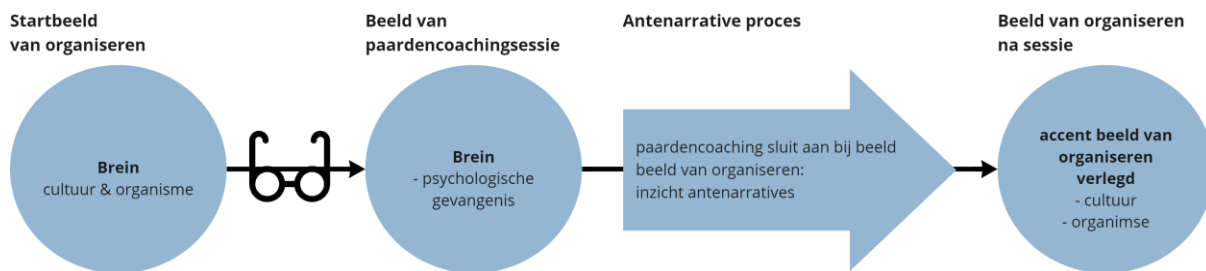 Startbeeld
van organiseren
Brein
cultuur & organisme
Beeld van
paardencoachingsessie
Brein
- psychologische
gevangenis
Antenarrative proces
paardencoaching sluit aan bij beeld
beeld van organiseren:
inzicht antenarratives
Beeld van organiseren
na sessie
accent beeld van
organiseren
verlegd
- cultuur
- organimse